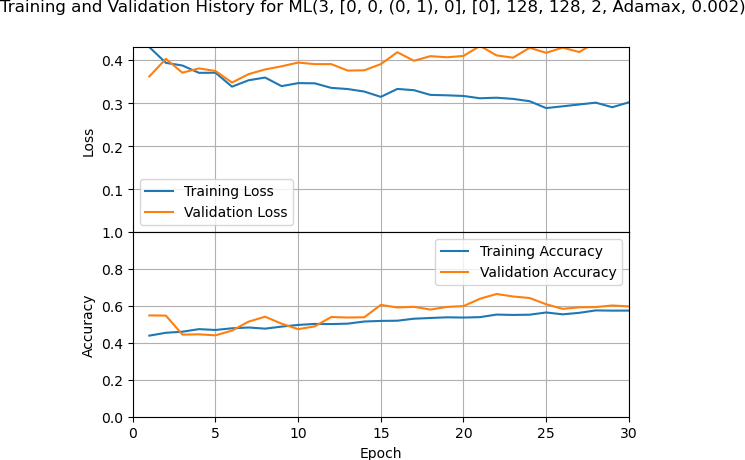 Training and Validation History for ML(3, [0, 0, (0, 1), 0], [0], 128, 128, 2, Adamax, 0.002)
0.4
0.3
0.2
0.1
Loss
Training Loss
Validation Loss
1.0
0.8
0.6
0.4
0.2
0.0
Accuracy
Training Accuracy
Validation Accuracy
0 5 10 15 20 25 30
Epoch